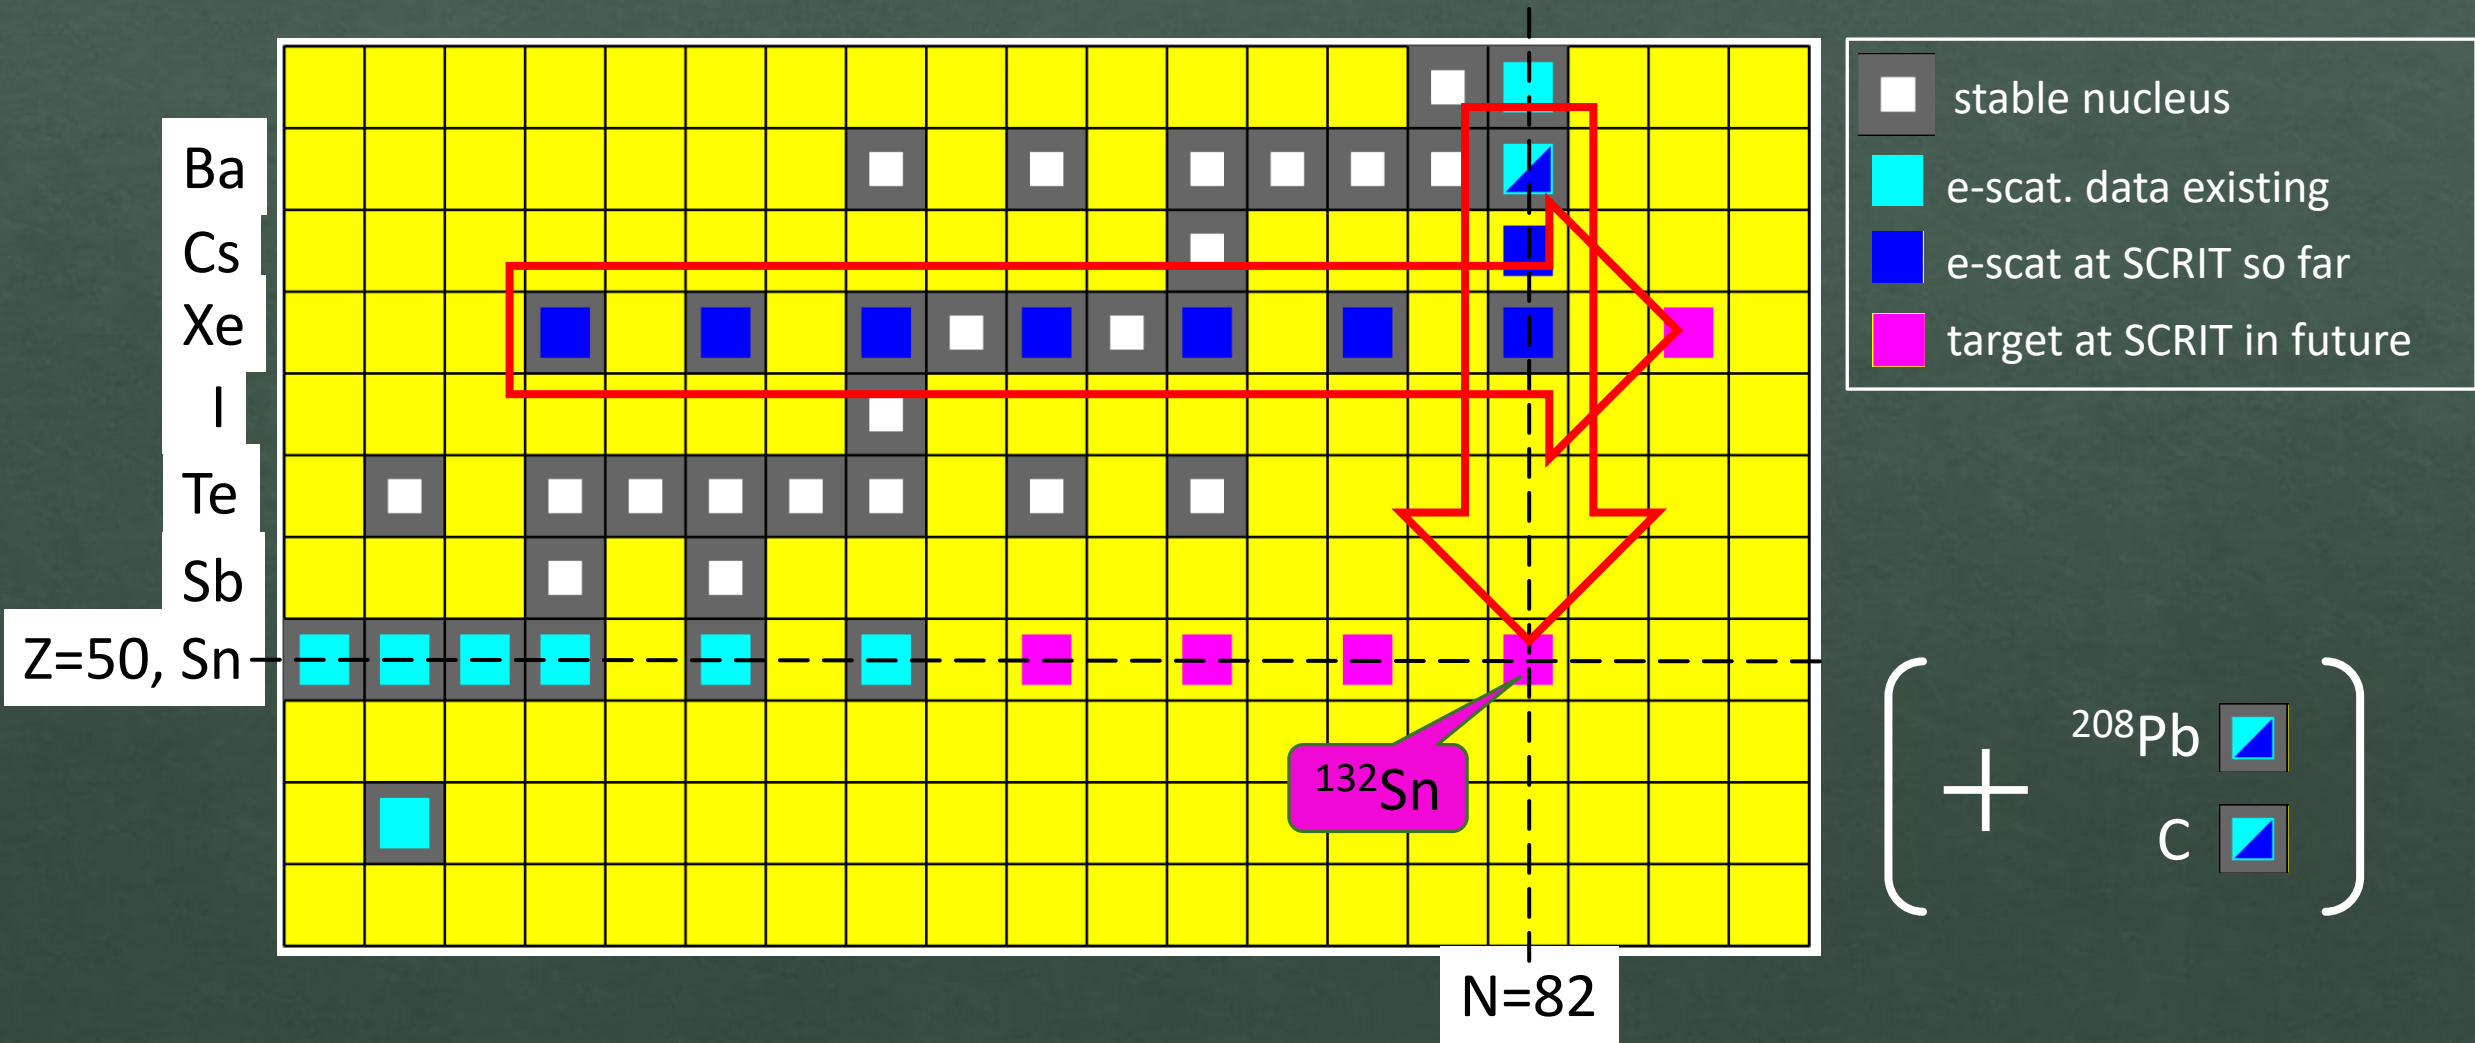 Ba
Cs
Xe
I
Te
Sb
Z=50, Sn
N=82
¹³²Sn
stable nucleus
e-scat. data existing
e-scat at SCRIT so far
target at SCRIT in future
+
²⁰⁸Pb
C